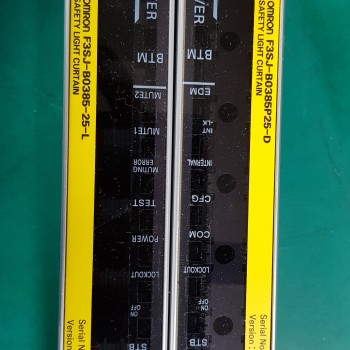 omron F3SJ-B0385-25-L
SAFETY LIGHT CURTAIN
Serial No
Version
BTM
MUTE2
MUTE1
MUTING
ERROR
TEST
POWER
LOCKOUT
ON
OFF
STB
BTM
EDM
INT
-LK
INTERNAL
CFG
COM
LOCKOUT
ON
OFF
STB
omron F3SJ-B0385P25-D
SAFETY LIGHT CURTAIN
Serial No
Version :